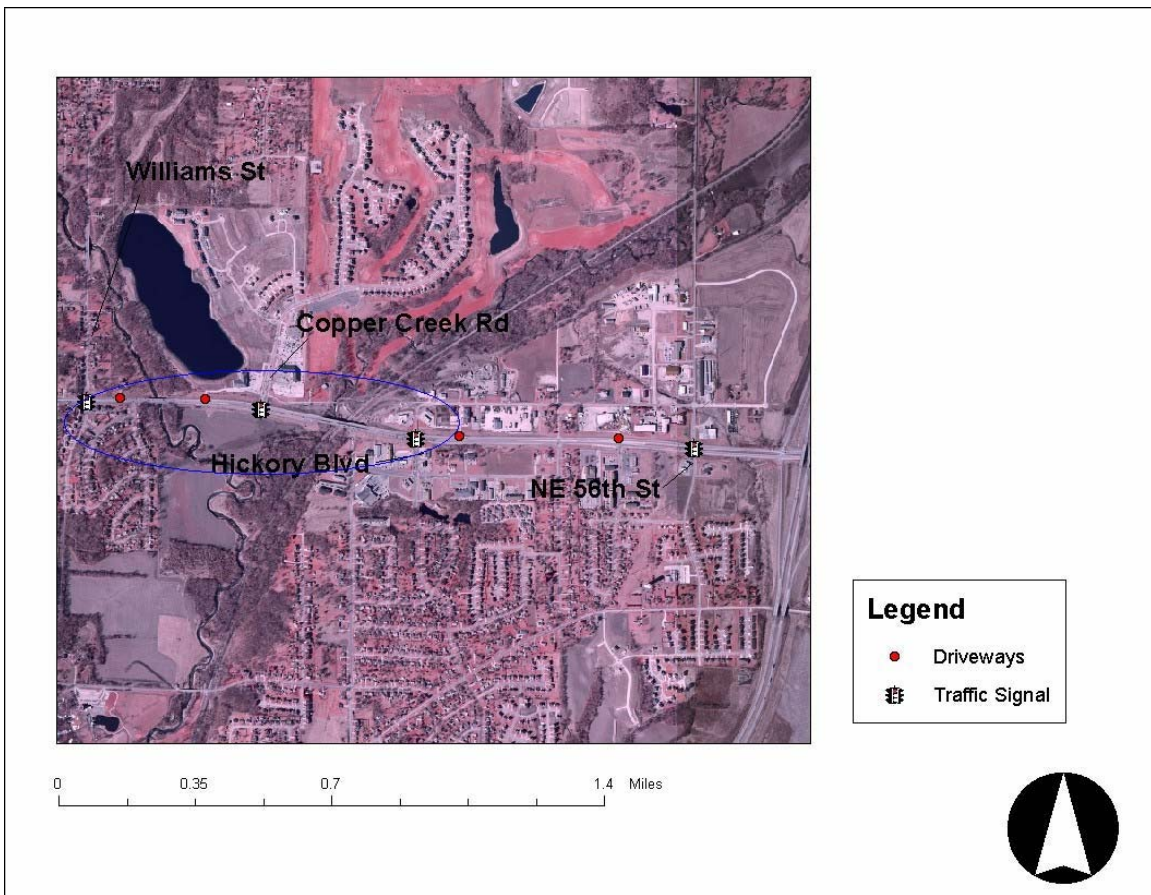 Williams St
Copper Creek Rd
Hickory Blvd
NE 56th St
Legend
Driveways
Traffic Signal
0 0.35 0.7 1.4 Miles